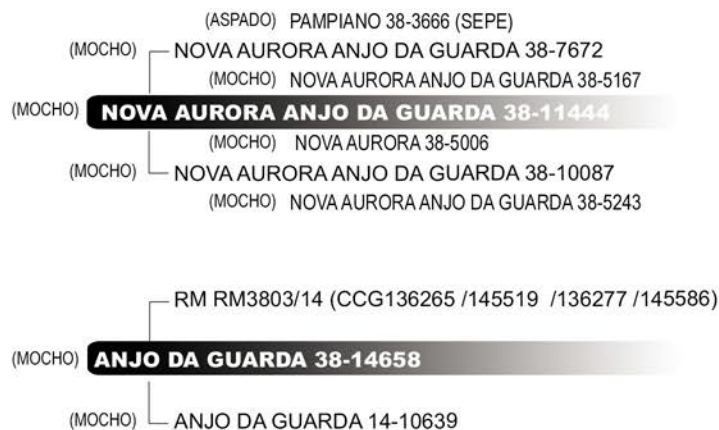 (ASPADO) PAMPIANO 38-3666 (SEPE)
(MOCHO) NOVA AURORA ANJO DA GUARDA 38-7672
(MOCHO) NOVA AURORA ANJO DA GUARDA 38-5167
(MOCHO) NOVA AURORA ANJO DA GUARDA 38-11444
(MOCHO) NOVA AURORA 38-5006
(MOCHO) NOVA AURORA ANJO DA GUARDA 38-10087
(MOCHO) NOVA AURORA ANJO DA GUARDA 38-5243
RM RM3803/14 (CCG136265 /145519 /136277 /145586)
(MOCHO) ANJO DA GUARDA 38-14658
(MOCHO) ANJO DA GUARDA 14-10639